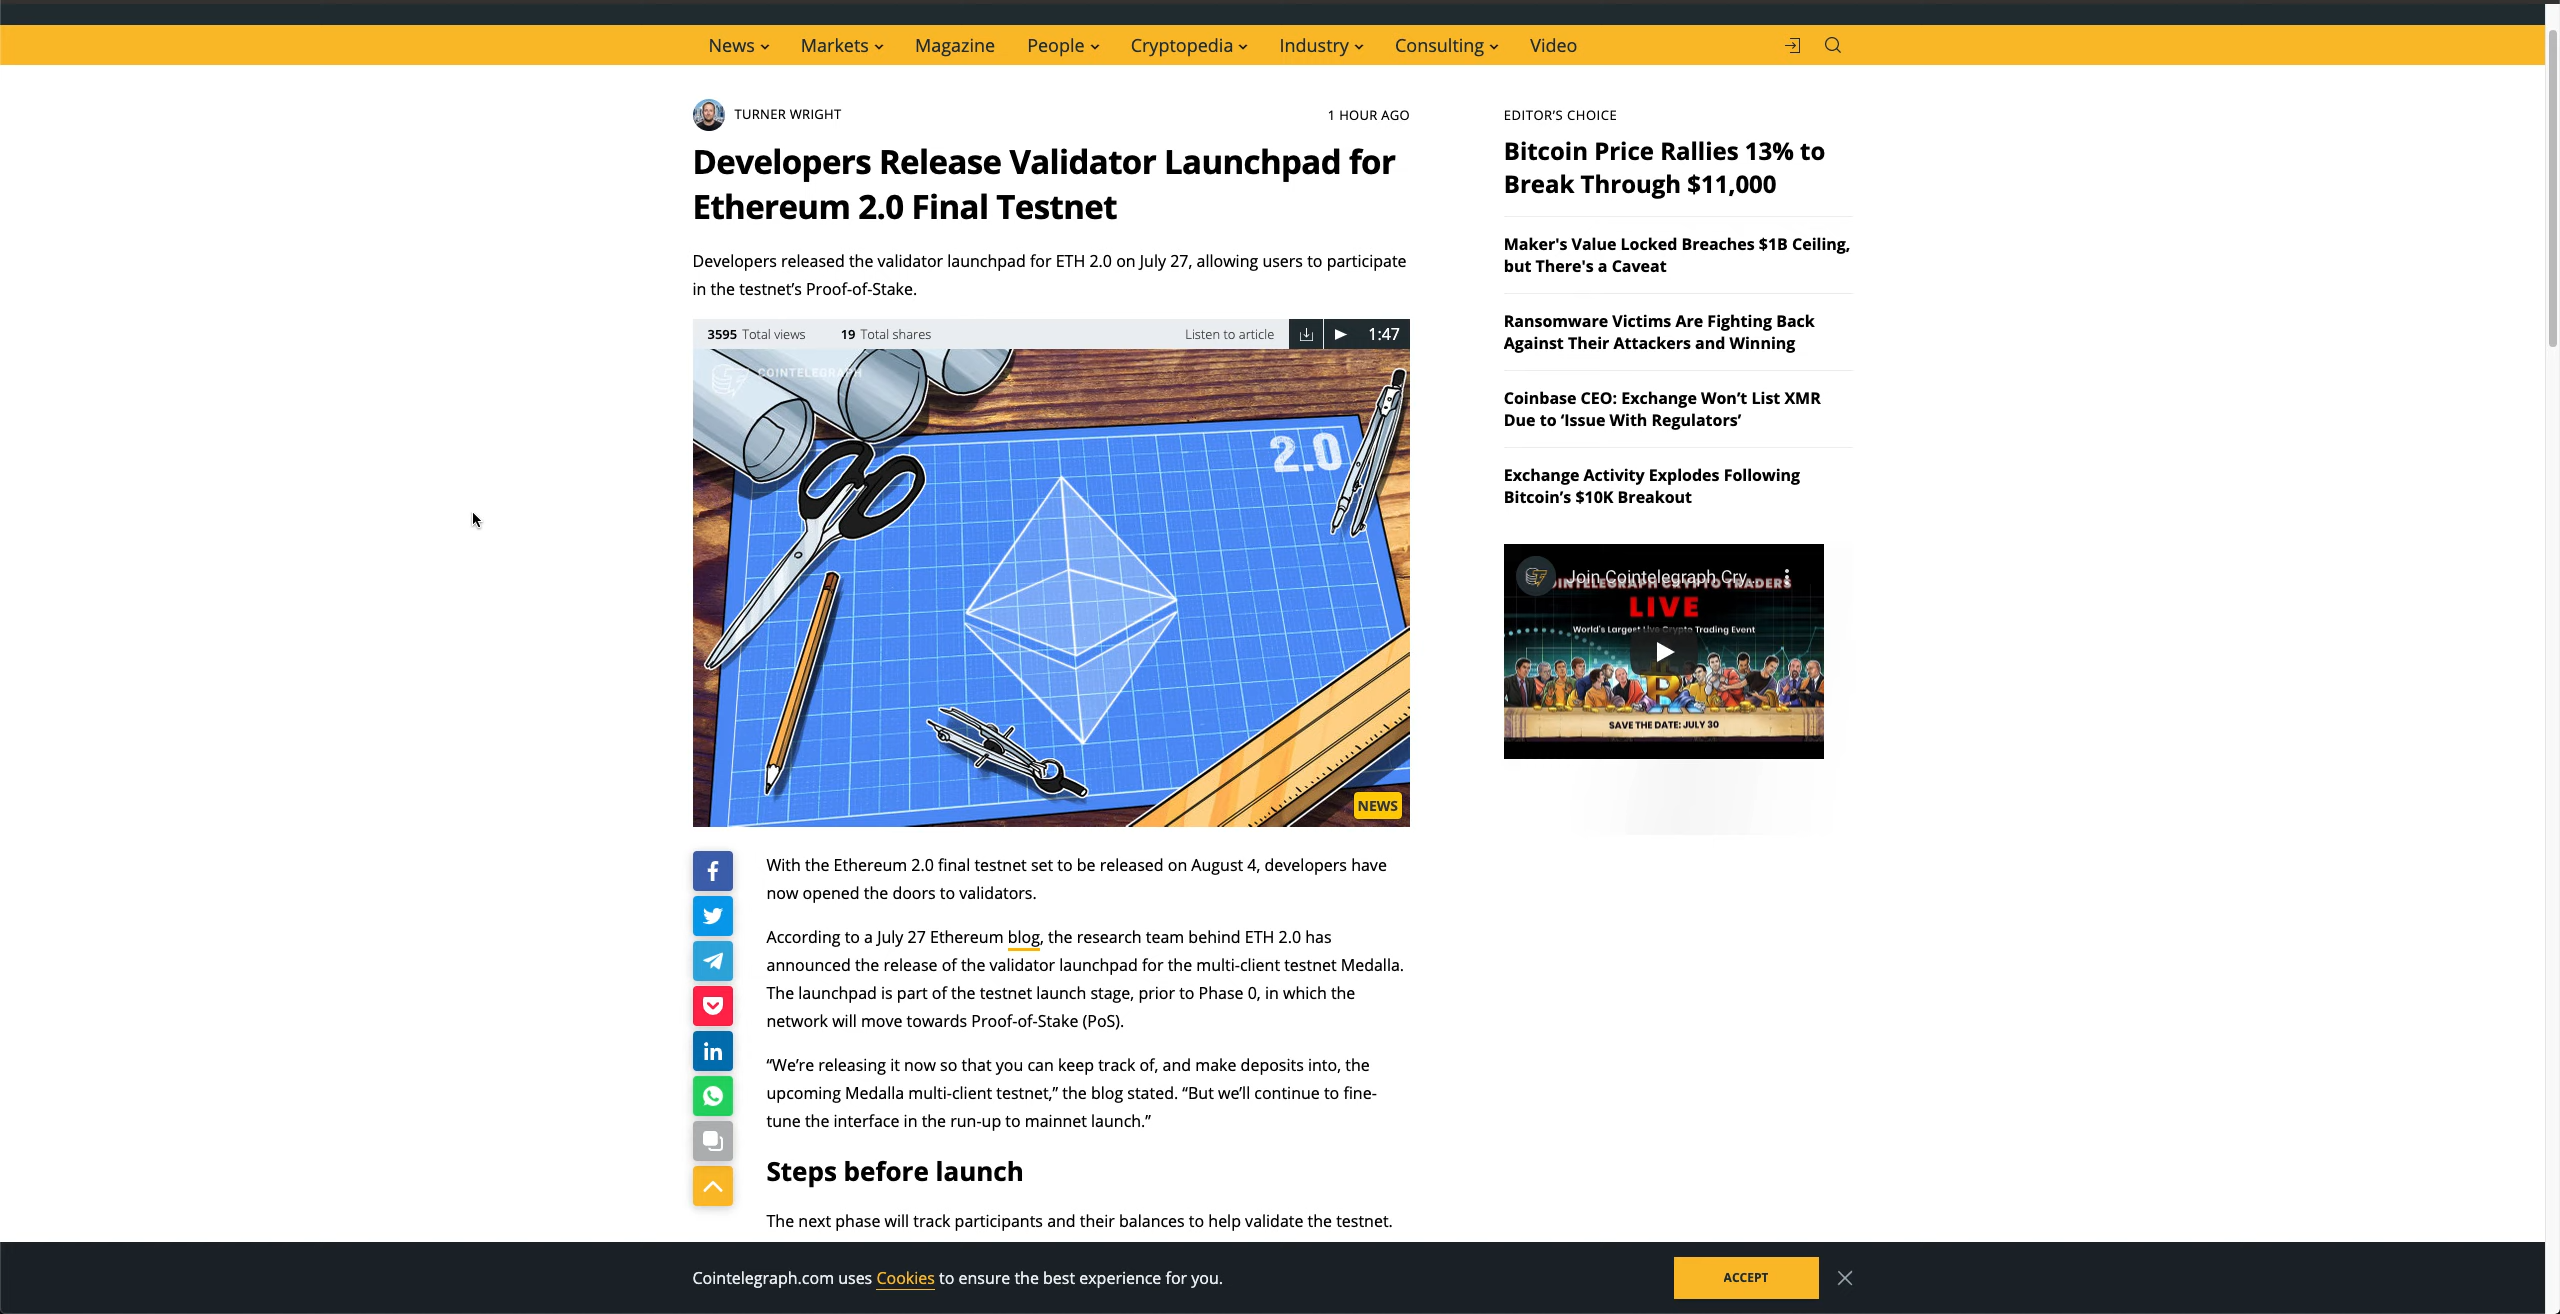 News Markets Magazine People Cryptopedia Industry Consulting Video
TURNER WRIGHT
1 HOUR AGO
Developers Release Validator Launchpad for
Ethereum 2.0 Final Testnet
Developers released the validator launchpad for ETH 2.0 on July 27, allowing users to participate
in the testnet’s Proof-of-Stake.
3595 Total views 19 Total shares Listen to article 1:47
COINTELEGRAPH
2.0
NEWS
With the Ethereum 2.0 final testnet set to be released on August 4, developers have
now opened the doors to validators.
According to a July 27 Ethereum blog, the research team behind ETH 2.0 has
announced the release of the validator launchpad for the multi-client testnet Medalla.
The launchpad is part of the testnet launch stage, prior to Phase 0, in which the
network will move towards Proof-of-Stake (PoS).
“We’re releasing it now so that you can keep track of, and make deposits into, the
upcoming Medalla multi-client testnet,” the blog stated. “But we’ll continue to fine-
tune the interface in the run-up to mainnet launch.”
Steps before launch
The next phase will track participants and their balances to help validate the testnet.
EDITOR’S CHOICE
Bitcoin Price Rallies 13% to
Break Through $11,000
Maker's Value Locked Breaches $1B Ceiling,
but There's a Caveat
Ransomware Victims Are Fighting Back
Against Their Attackers and Winning
Coinbase CEO: Exchange Won’t List XMR
Due to ‘Issue With Regulators’
Exchange Activity Explodes Following
Bitcoin’s $10K Breakout
Join Cointelegraph Cry...
COINTELEGRAPH CRYPTO TRADERS
LIVE
World's Largest Live Crypto Trading Event
SAVE THE DATE: JULY 30
Cointelegraph.com uses Cookies to ensure the best experience for you.
ACCEPT